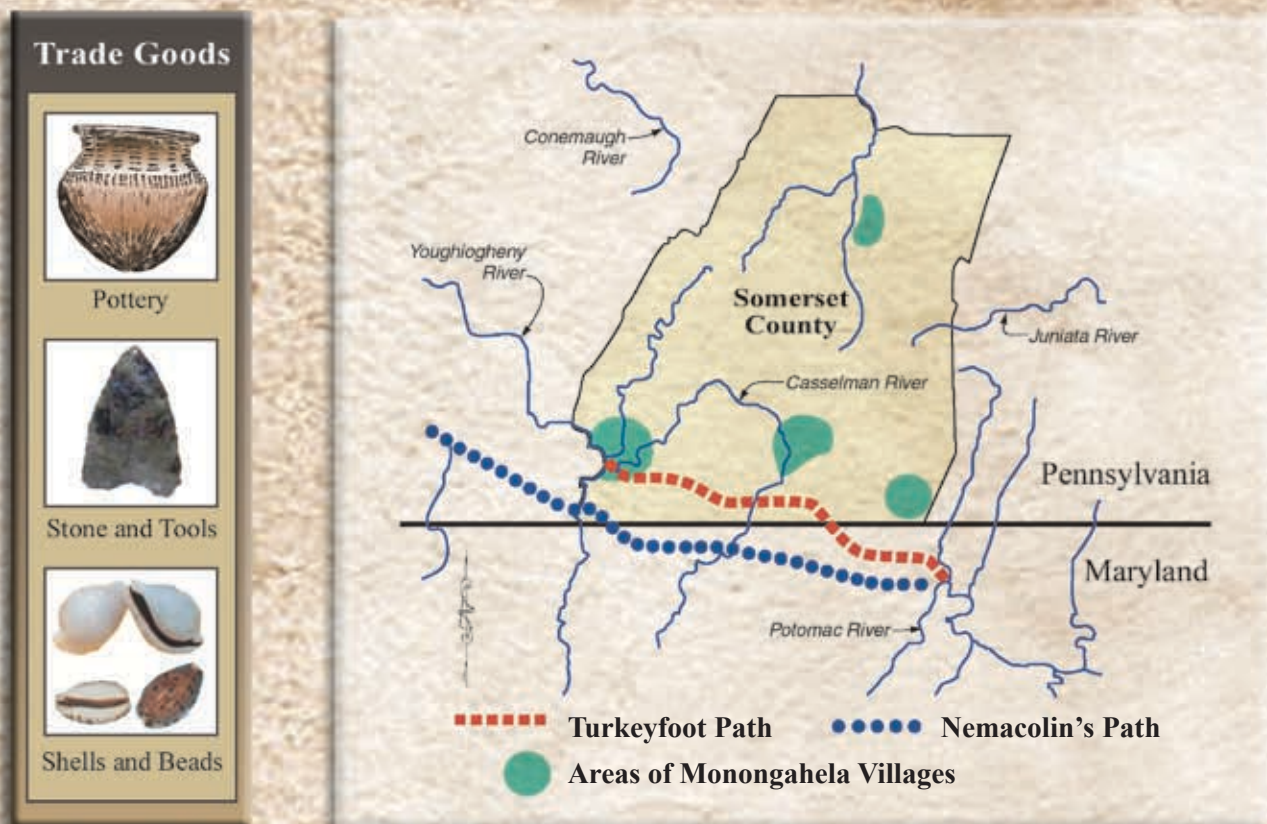 Trade Goods
Pottery
Stone and Tools
Shells and Beads
Conemaugh
River
Youghiogheny
River
Somerset
County
Juniata River
Casselman River
Pennsylvania
Maryland
Potomac River
Turkeyfoot Path
Nemacolin's Path
Areas of Monongahela Villages